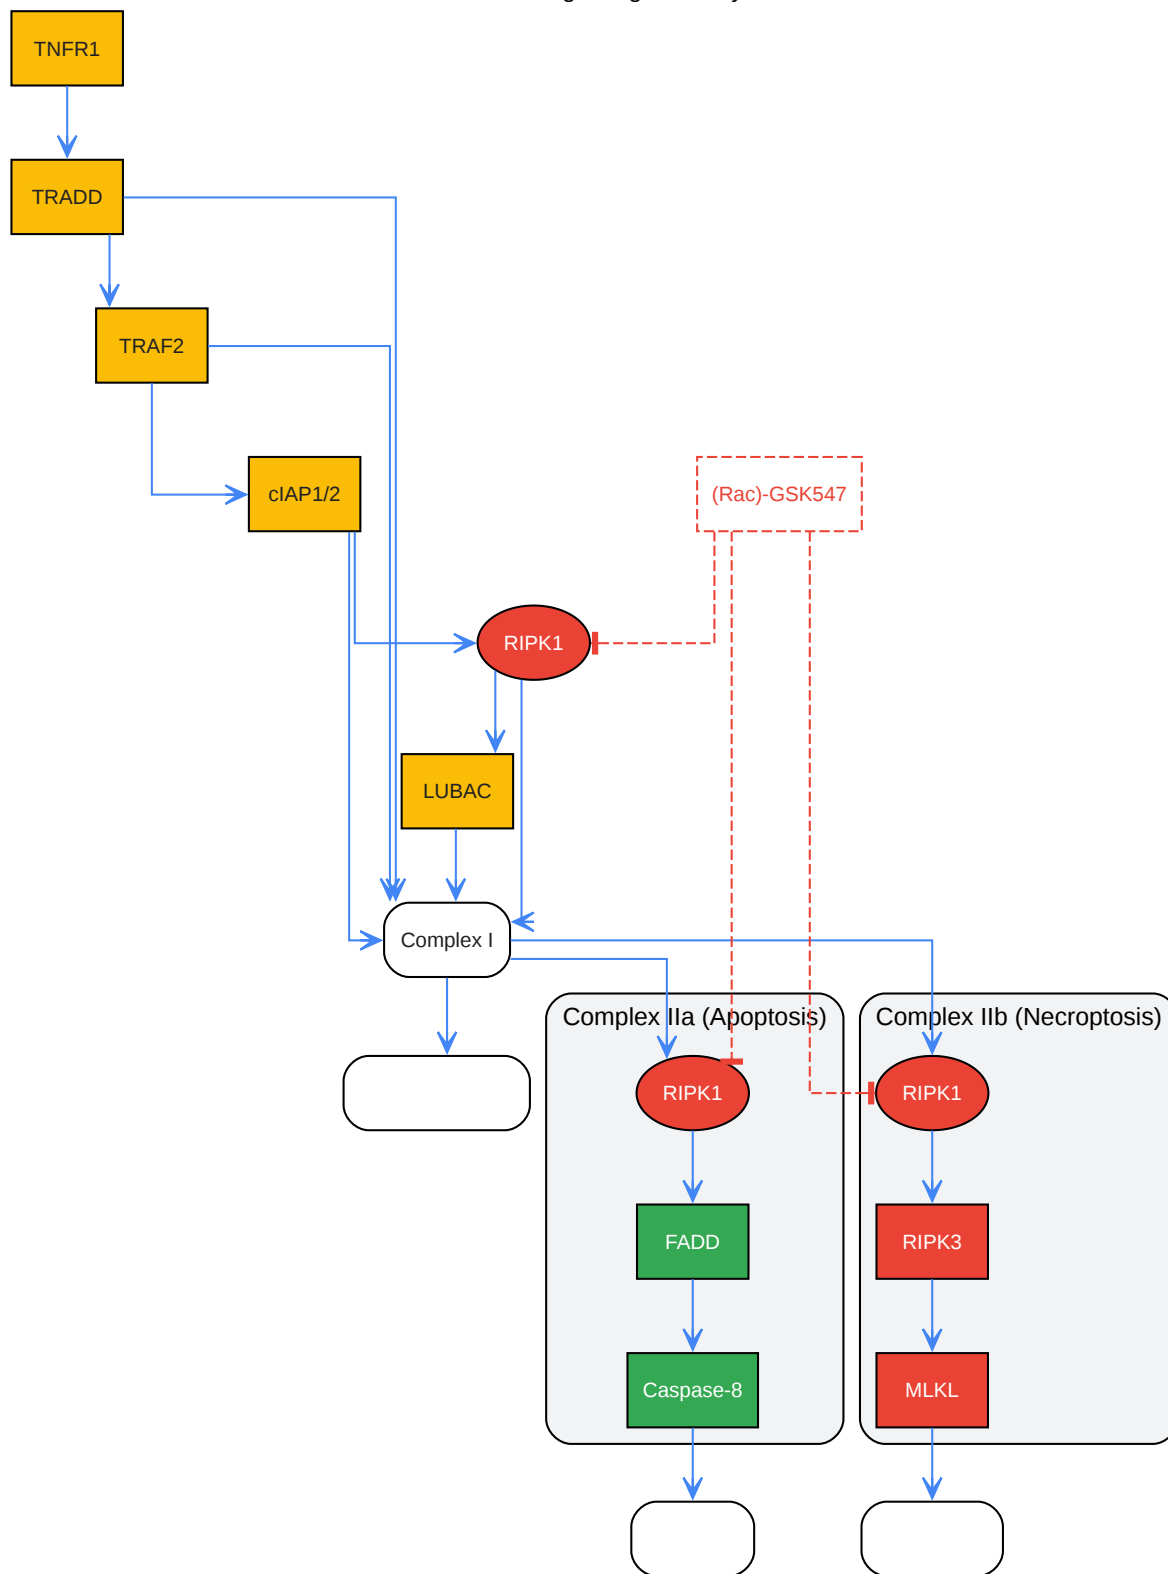 TNFR1
TRADD
TRAF2
cIAP1/2
(Rac)-GSK547
RIPK1
LUBAC
Complex I
Complex IIa (Apoptosis)
Complex IIb (Necroptosis)
RIPK1
RIPK1
FADD
RIPK3
Caspase-8
MLKL